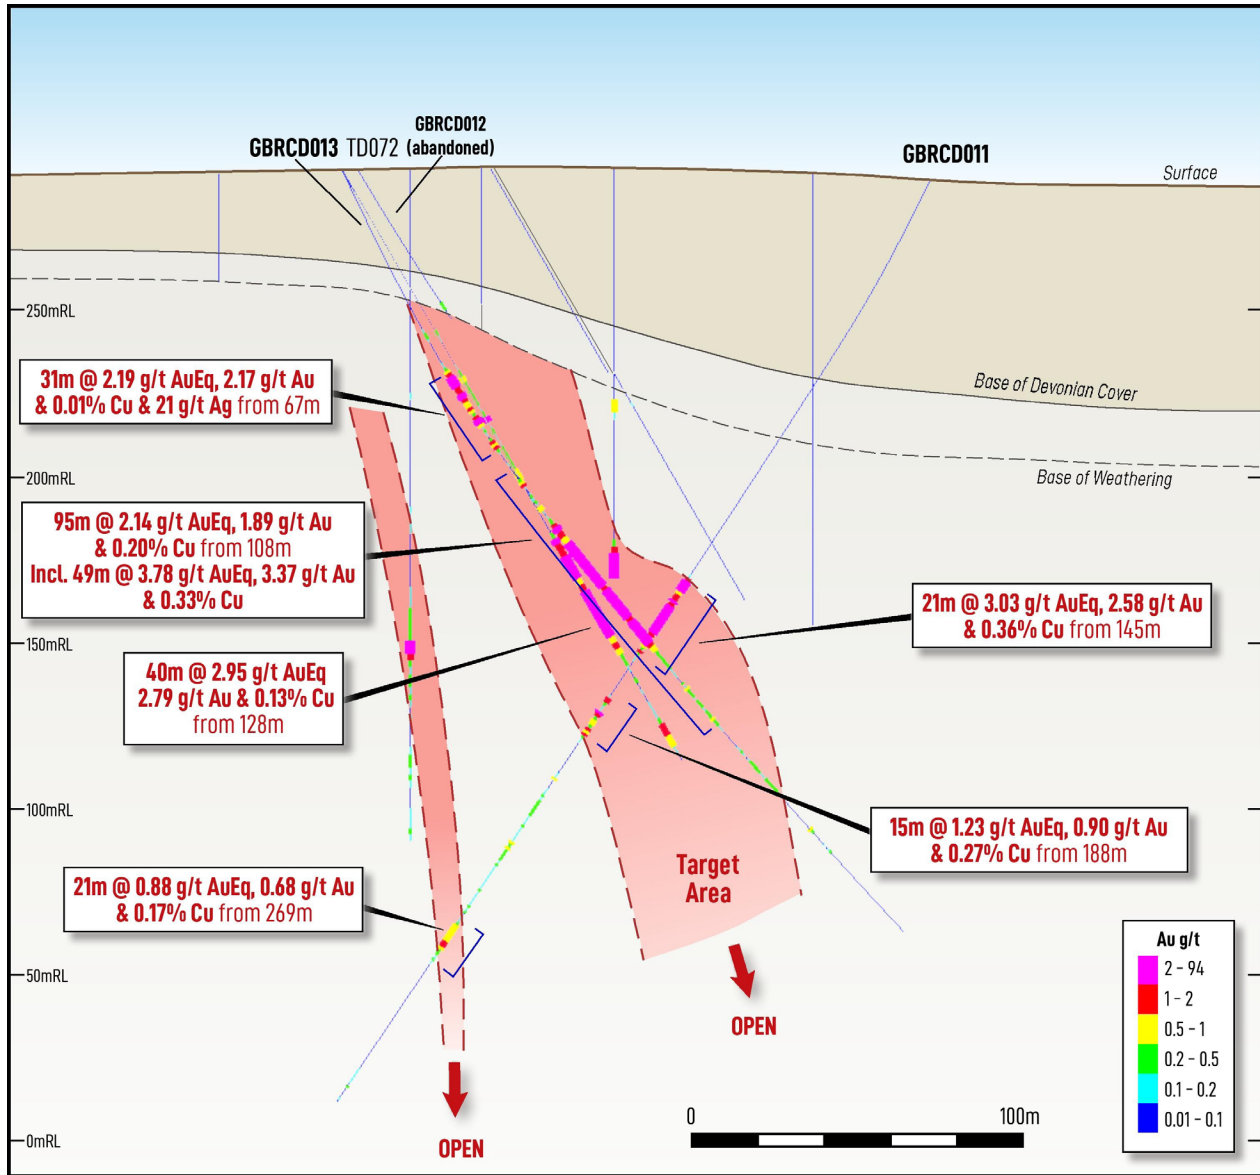 GBRCD012
GBRCD013 TD072 (abandoned)
GBRCD011
Surface
250mRL
31m @ 2.19 g/t AuEq, 2.17 g/t Au
& 0.01% Cu & 21 g/t Ag from 67m
Base of Devonian Cover
Base of Weathering
200mRL
95m @ 2.14 g/t AuEq, 1.89 g/t Au
& 0.20% Cu from 108m
Incl. 49m @ 3.78 g/t AuEq, 3.37 g/t Au
& 0.33% Cu
21m @ 3.03 g/t AuEq, 2.58 g/t Au
& 0.36% Cu from 145m
150mRL
40m @ 2.95 g/t AuEq
2.79 g/t Au & 0.13% Cu
from 128m
100mRL
15m @ 1.23 g/t AuEq, 0.90 g/t Au
& 0.27% Cu from 188m
Target
Area
21m @ 0.88 g/t AuEq, 0.68 g/t Au
& 0.17% Cu from 269m
50mRL
OPEN
OPEN
0mRL
0 100m
Au g/t
2 - 94
1 - 2
0.5 - 1
0.2 - 0.5
0.1 - 0.2
0.01 - 0.1